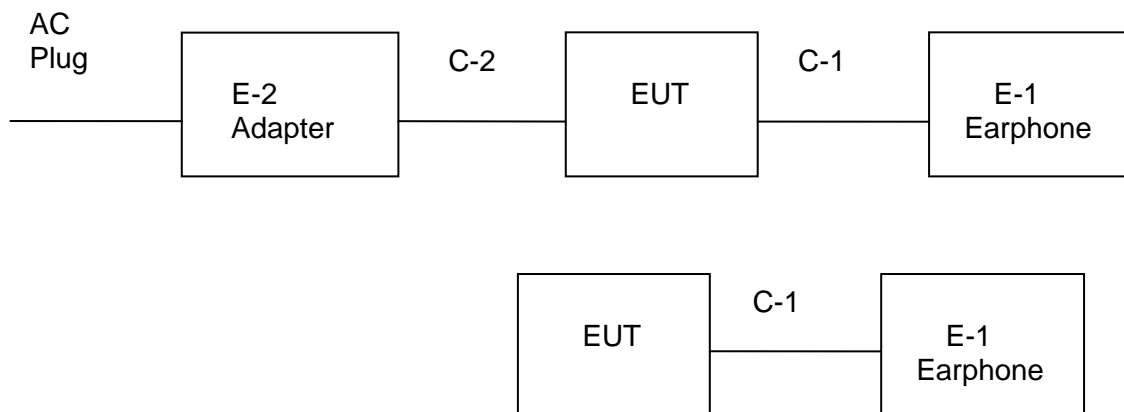 AC
Plug
E-2
Adapter
C-2
EUT
C-1
E-1
Earphone
EUT
C-1
E-1
Earphone